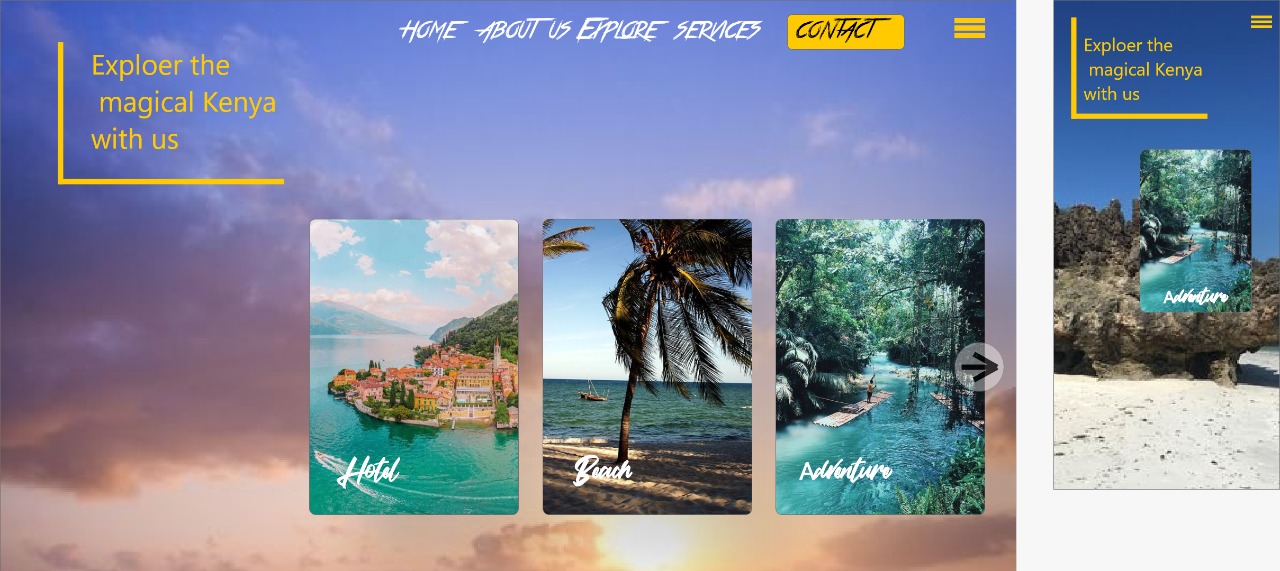 HOME ABOUT US EXPLORE SERVICES CONTACT
Exploer the
magical Kenya
with us
Hotel
Beach
Adventure
Exploer the
magical Kenya
with us
Adventure